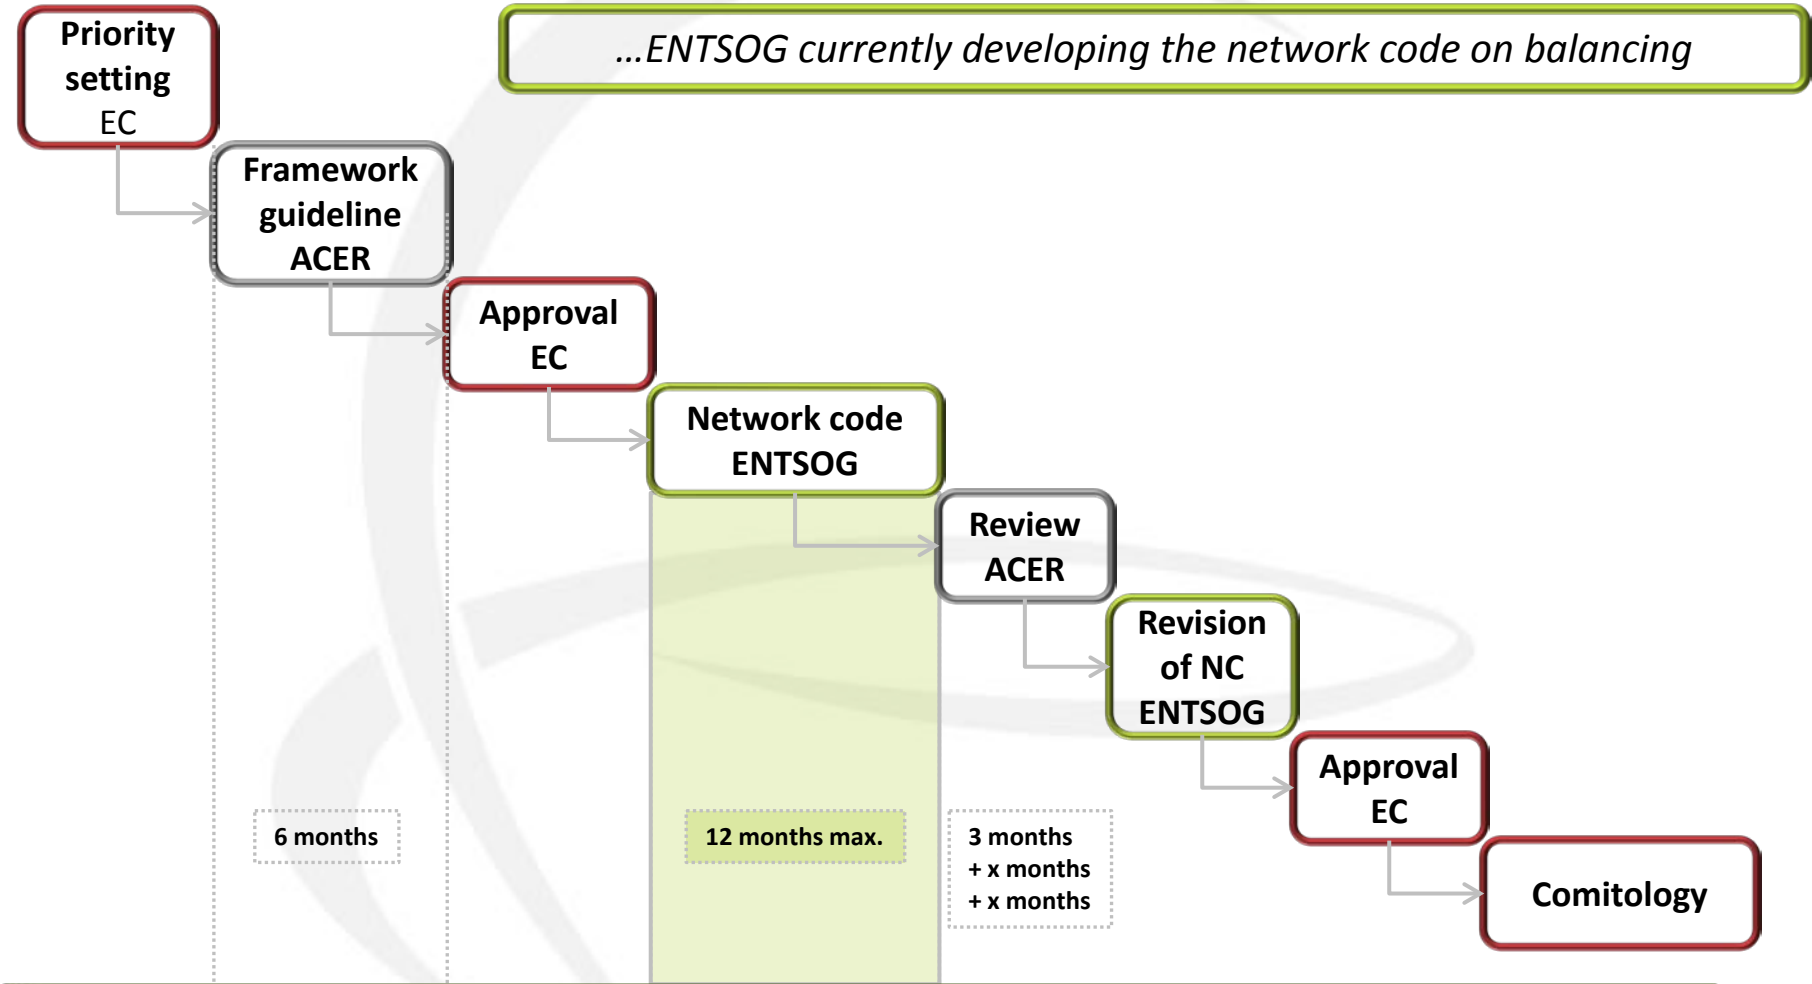 Priority
setting
EC
...ENTSOG currently developing the network code on balancing
Framework
guideline
ACER
Approval
EC
Network code
ENTSOG
Review
ACER
Revision
of NC
ENTSOG
Approval
EC
Comitology
6 months
12 months max.
3 months
+ x months
+ x months